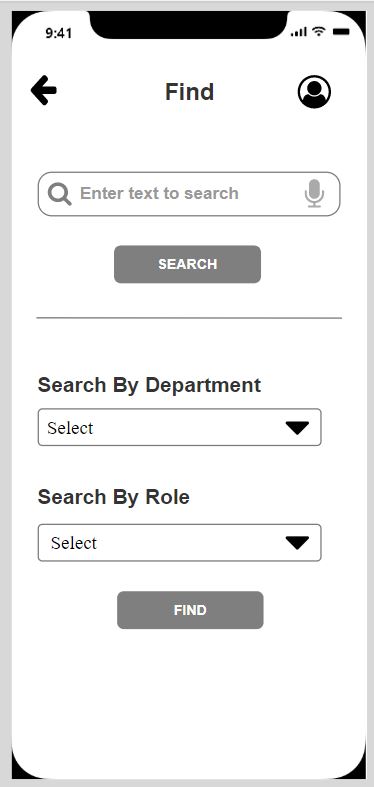 9:41
Find
Enter text to search
SEARCH
Search By Department
Select
Search By Role
Select
FIND